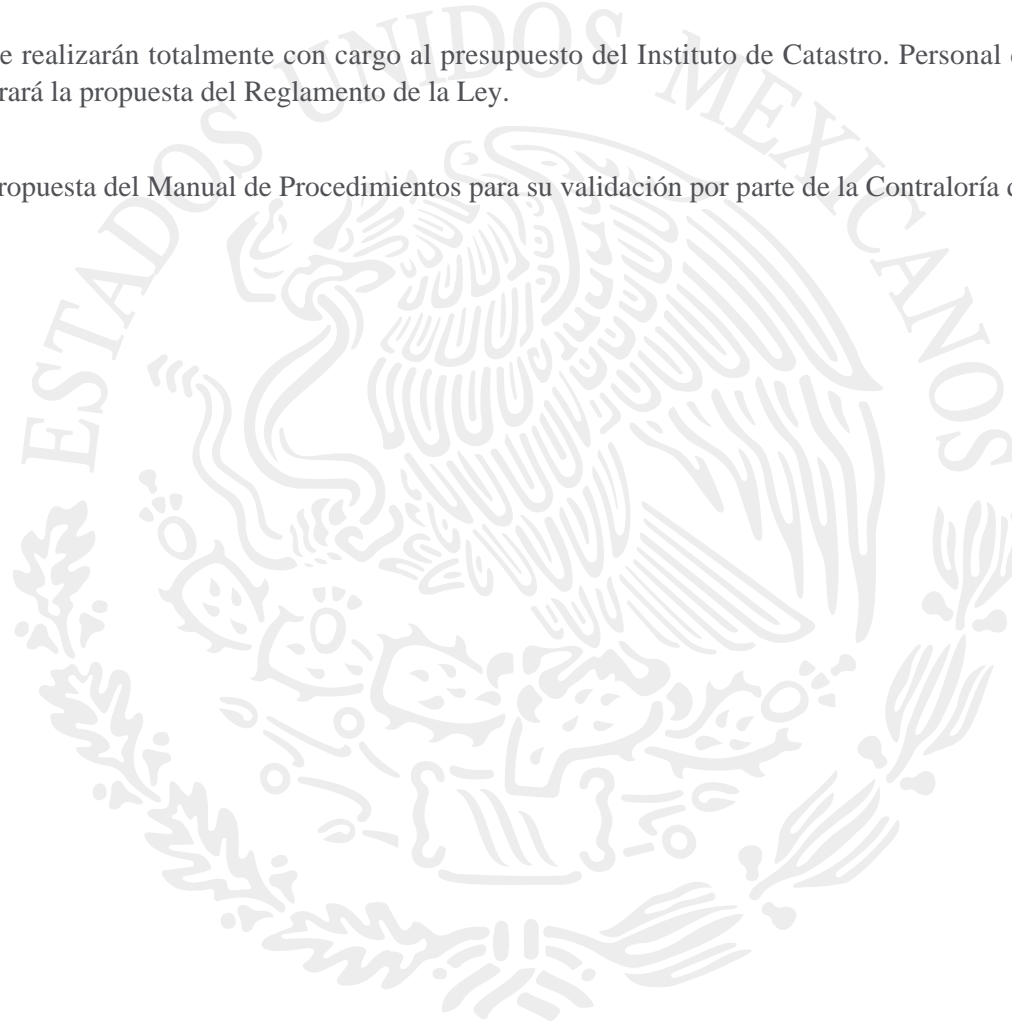 e realizarán totalmente con cargo al presupuesto del Instituto de Catastro. Personal
rará la propuesta del Reglamento de la Ley.
ropuesta del Manual de Procedimientos para su validación por parte de la Contraloría
ESTADOS UNIDOS MEXICANOS